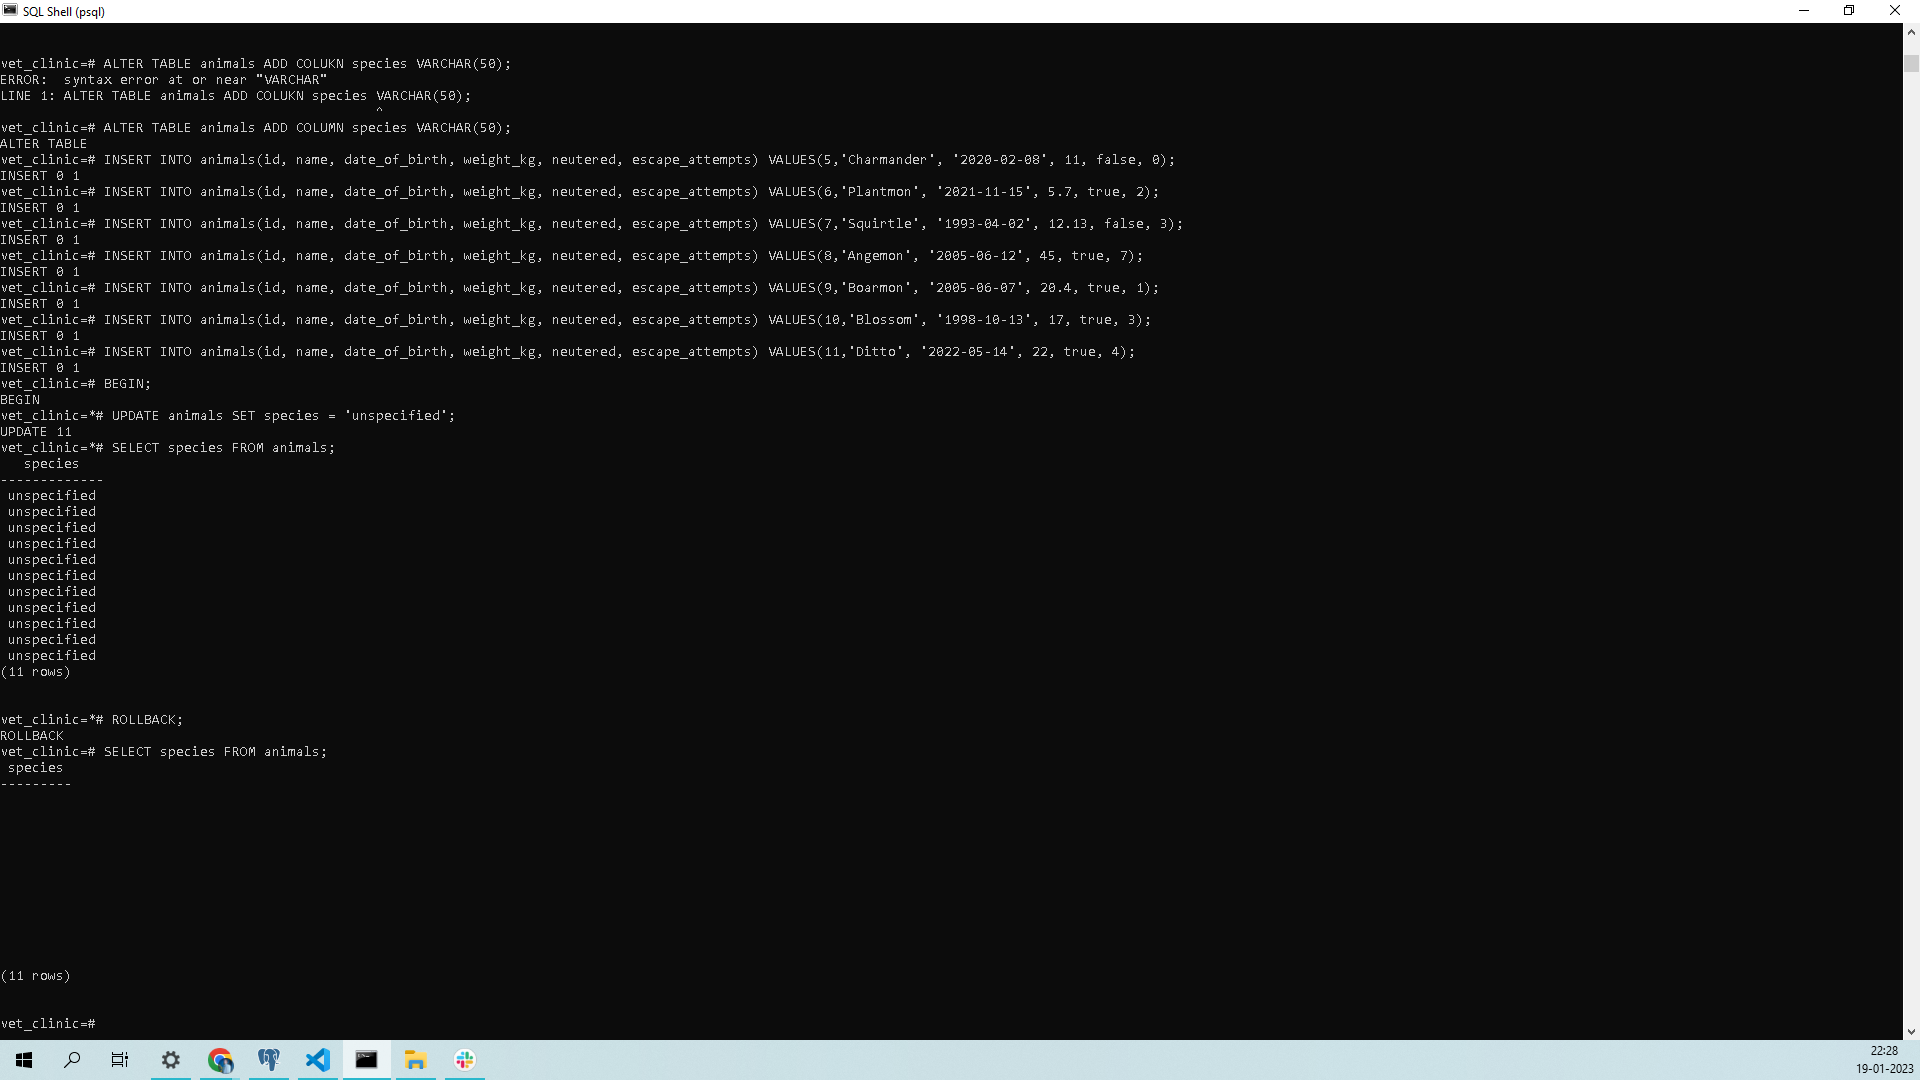 SQL Shell (psql)
vet_clinic=# ALTER TABLE animals ADD COLUKN species VARCHAR(50);
ERROR:  syntax error at or near "VARCHAR"
LINE 1: ALTER TABLE animals ADD COLUKN species VARCHAR(50);
^
vet_clinic=# ALTER TABLE animals ADD COLUMN species VARCHAR(50);
ALTER TABLE
vet_clinic=# INSERT INTO animals(id, name, date_of_birth, weight_kg, neutered, escape_attempts) VALUES(5,'Charmander', '2020-02-08', 11, false, 0);
INSERT 0 1
vet_clinic=# INSERT INTO animals(id, name, date_of_birth, weight_kg, neutered, escape_attempts) VALUES(6,'Plantmon', '2021-11-15', 5.7, true, 2);
INSERT 0 1
vet_clinic=# INSERT INTO animals(id, name, date_of_birth, weight_kg, neutered, escape_attempts) VALUES(7,'Squirtle', '1993-04-02', 12.13, false, 3);
INSERT 0 1
vet_clinic=# INSERT INTO animals(id, name, date_of_birth, weight_kg, neutered, escape_attempts) VALUES(8,'Angemon', '2005-06-12', 45, true, 7);
INSERT 0 1
vet_clinic=# INSERT INTO animals(id, name, date_of_birth, weight_kg, neutered, escape_attempts) VALUES(9,'Boarmon', '2005-06-07', 20.4, true, 1);
INSERT 0 1
vet_clinic=# INSERT INTO animals(id, name, date_of_birth, weight_kg, neutered, escape_attempts) VALUES(10,'Blossom', '1998-10-13', 17, true, 3);
INSERT 0 1
vet_clinic=# INSERT INTO animals(id, name, date_of_birth, weight_kg, neutered, escape_attempts) VALUES(11,'Ditto', '2022-05-14', 22, true, 4);
INSERT 0 1
vet_clinic=# BEGIN;
BEGIN
vet_clinic=*# UPDATE animals SET species = 'unspecified';
UPDATE 11
vet_clinic=*# SELECT species FROM animals;
species
-------------
unspecified
unspecified
unspecified
unspecified
unspecified
unspecified
unspecified
unspecified
unspecified
unspecified
unspecified
(11 rows)
vet_clinic=*# ROLLBACK;
ROLLBACK
vet_clinic=# SELECT species FROM animals;
species
---------
(11 rows)
vet_clinic=#
22:28
19-01-2023